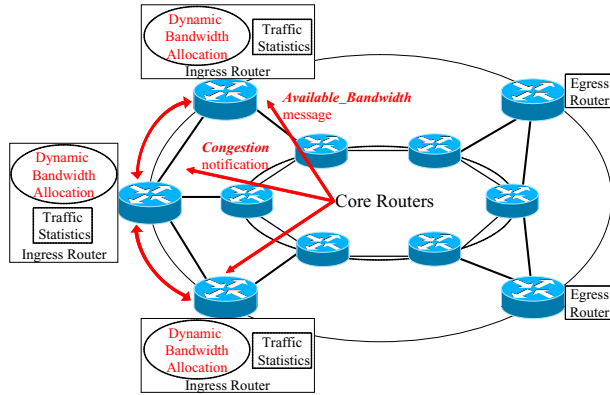 Dynamic
Bandwidth
Allocation
Traffic
Statistics
Ingress Router
Egress
Router
Available_Bandwidth
message
Congestion
notification
Dynamic
Bandwidth
Allocation
Traffic
Statistics
Ingress Router
Core Routers
Egress
Router
Dynamic
Bandwidth
Allocation
Traffic
Statistics
Ingress Router